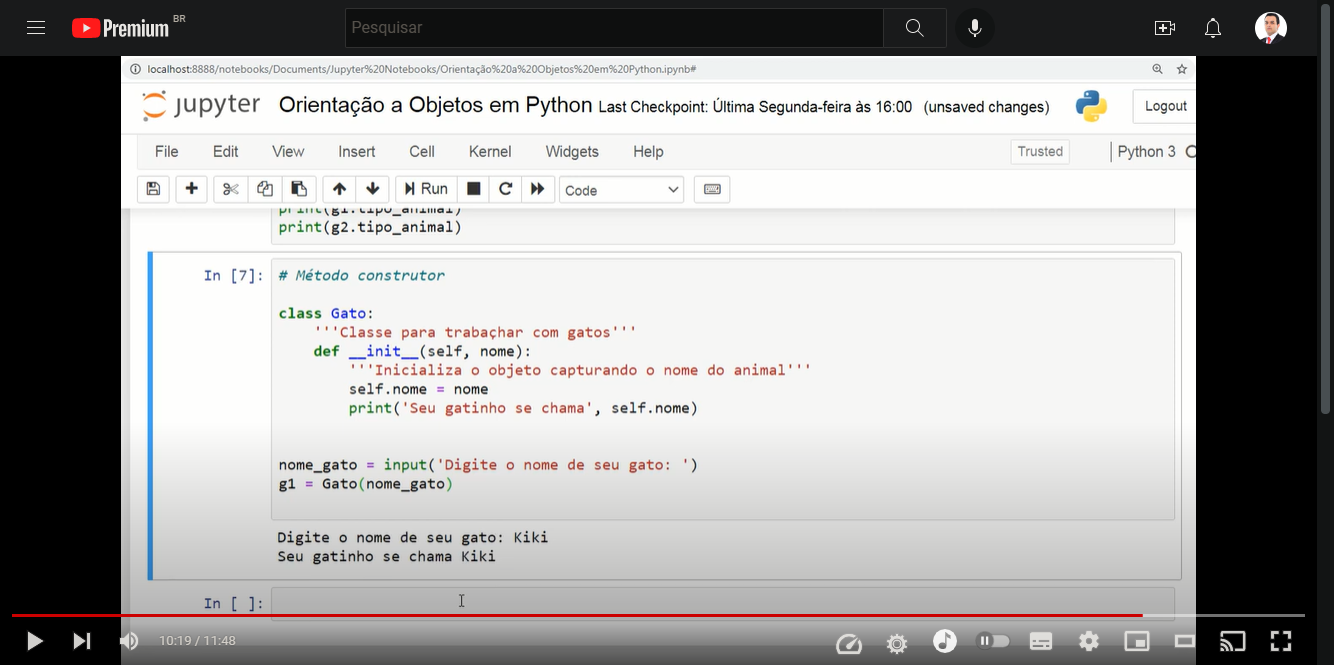 Premium BR
Pesquisar
localhost:8888/notebooks/Documents/Jupyter%20Notebooks/Orientação%20a%20Objetos%20em%20Python.ipynb#
jupyter Orientação a Objetos em Python Last Checkpoint: Última Segunda-feira às 16:00 (unsaved changes) Logout
File Edit View Insert Cell Kernel Widgets Help Trusted Python 3
Run Code
print(g1.tipo_animal)
print(g2.tipo_animal)
In [7]: # Método construtor
class Gato:
'''Classe para trabaçhar com gatos'''
def __init__(self, nome):
'''Inicializa o objeto capturando o nome do animal'''
self.nome = nome
print('Seu gatinho se chama', self.nome)
nome_gato = input('Digite o nome de seu gato: ')
g1 = Gato(nome_gato)
Digite o nome de seu gato: Kiki
Seu gatinho se chama Kiki
In [ ]:
10:19 / 11:48